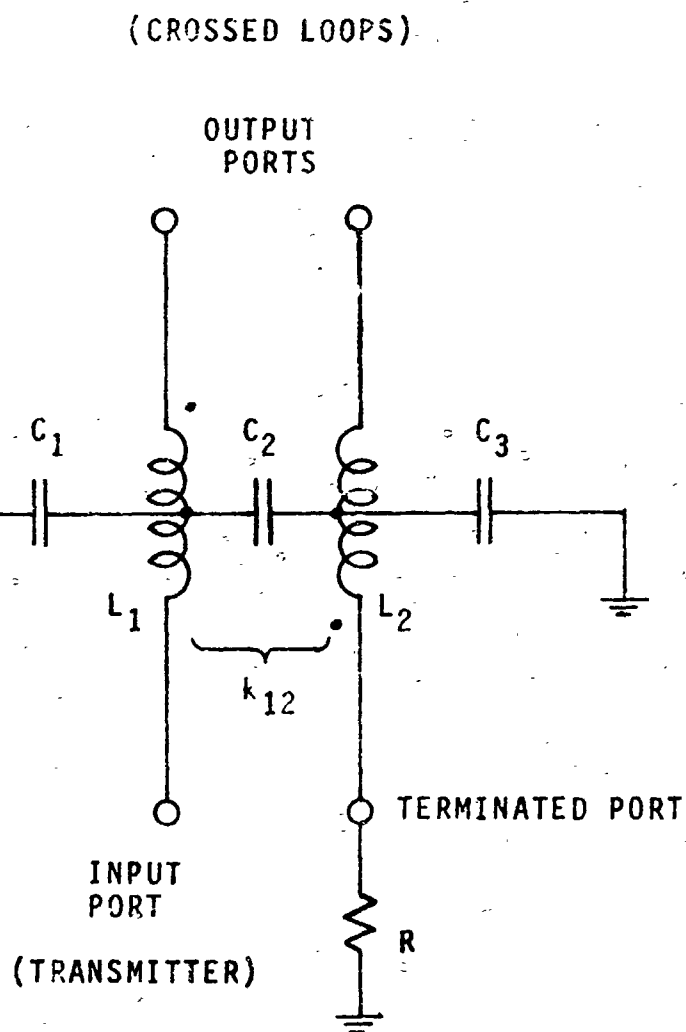 (CROSSED LOOPS)
OUTPUT
PORTS
C1
C2
C3
L1
L2
k12
TERMINATED PORT
INPUT
PORT
R
(TRANSMITTER)